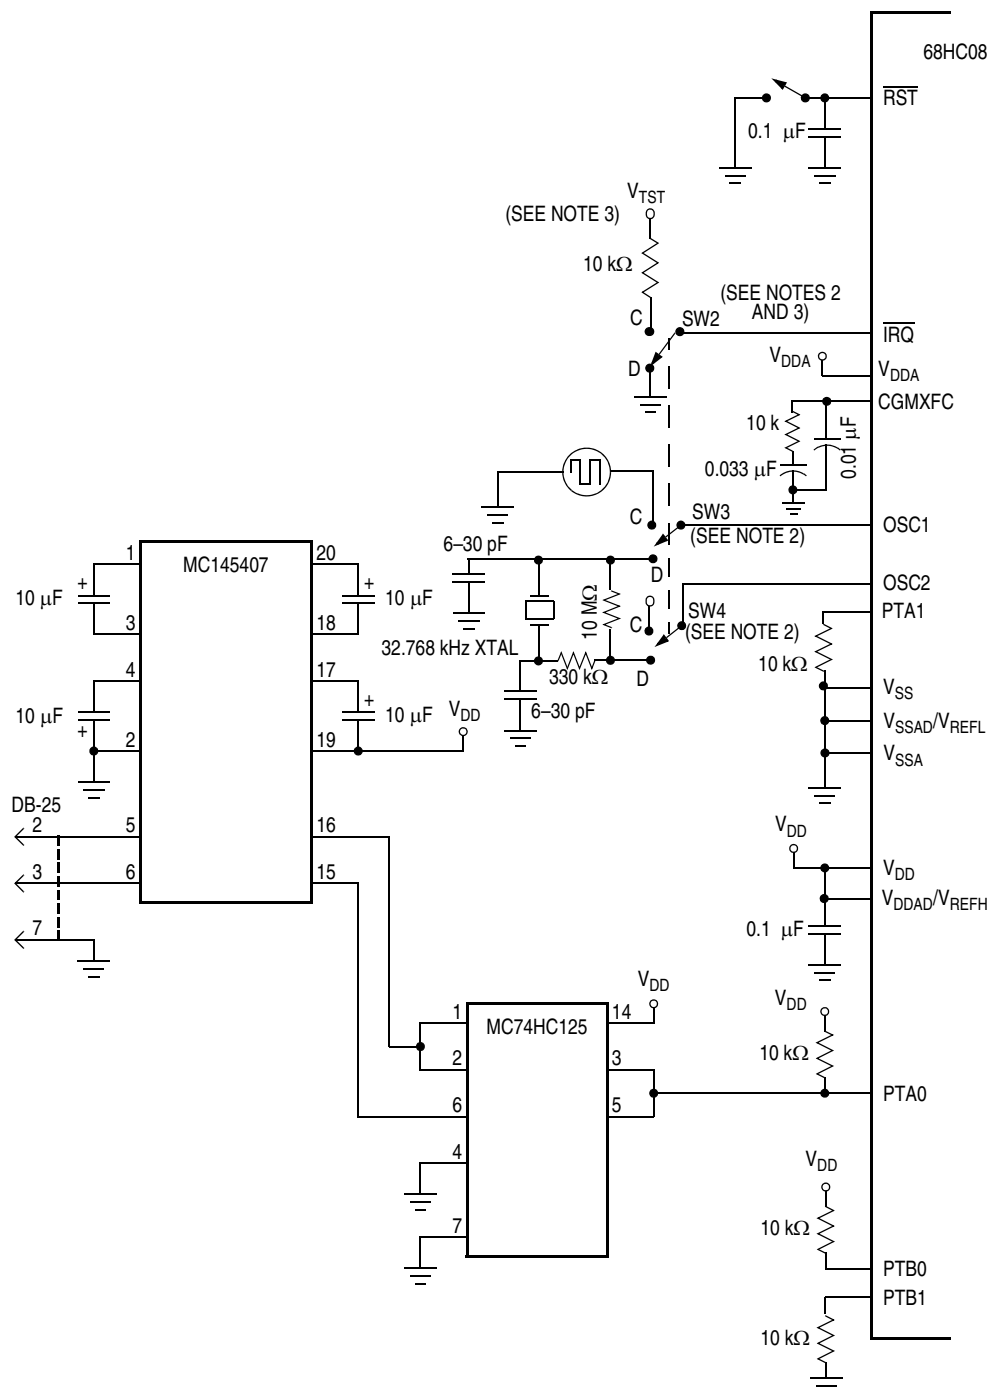 68HC08
RST
0.1 μF
VTST
(SEE NOTE 3)
10 kΩ
(SEE NOTES 2
AND 3)
C
SW2
IRQ
D
VDDA
VDDA
CGMXFC
10 k
0.01 μF
0.033 μF
C
SW3
OSC1
(SEE NOTE 2)
6–30 pF
D
10 MΩ
OSC2
SW4
C
(SEE NOTE 2)
PTA1
32.768 kHz XTAL
330 kΩ
D
10 kΩ
6–30 pF
VSS
VSSAD/VREFL
VSSA
1
MC145407
20
10 μF
+
+
10 μF
3
18
4
17
10 μF
+
+
10 μF
VDD
2
19
DB-25
2
5
16
3
6
15
7
VDD
VDD
VDDAD/VREFH
0.1 μF
VDD
1
MC74HC125
14
VDD
2
3
10 kΩ
6
5
PTA0
4
7
VDD
10 kΩ
PTB0
PTB1
10 kΩ